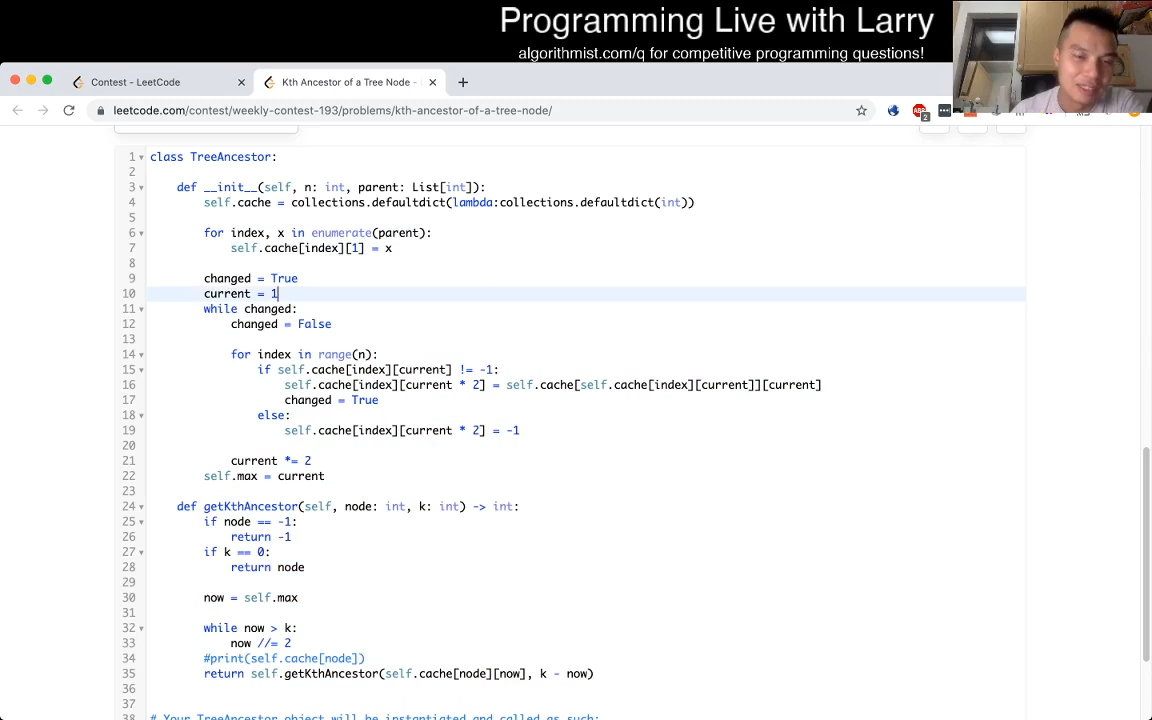 Programming Live with Larry
algorithmist.com/q for competitive programming questions!
Contest - LeetCode
Kth Ancestor of a Tree Node -
leetcode.com/contest/weekly-contest-193/problems/kth-ancestor-of-a-tree-node/
2
1 class TreeAncestor:
2
3 def __init__(self, n: int, parent: List[int]):
4 self.cache = collections.defaultdict(lambda:collections.defaultdict(int))
5
6 for index, x in enumerate(parent):
7 self.cache[index][1] = x
8
9 changed = True
10 current = 1
11 while changed:
12 changed = False
13
14 for index in range(n):
15 if self.cache[index][current] != -1:
16 self.cache[index][current * 2] = self.cache[self.cache[index][current]][current]
17 changed = True
18 else:
19 self.cache[index][current * 2] = -1
20
21 current *= 2
22 self.max = current
23
24 def getKthAncestor(self, node: int, k: int) -> int:
25 if node == -1:
26 return -1
27 if k == 0:
28 return node
29
30 now = self.max
31
32 while now > k:
33 now //= 2
34 #print(self.cache[node])
35 return self.getKthAncestor(self.cache[node][now], k - now)
36
37
38 # Your TreeAncestor object will be instantiated and called as such: